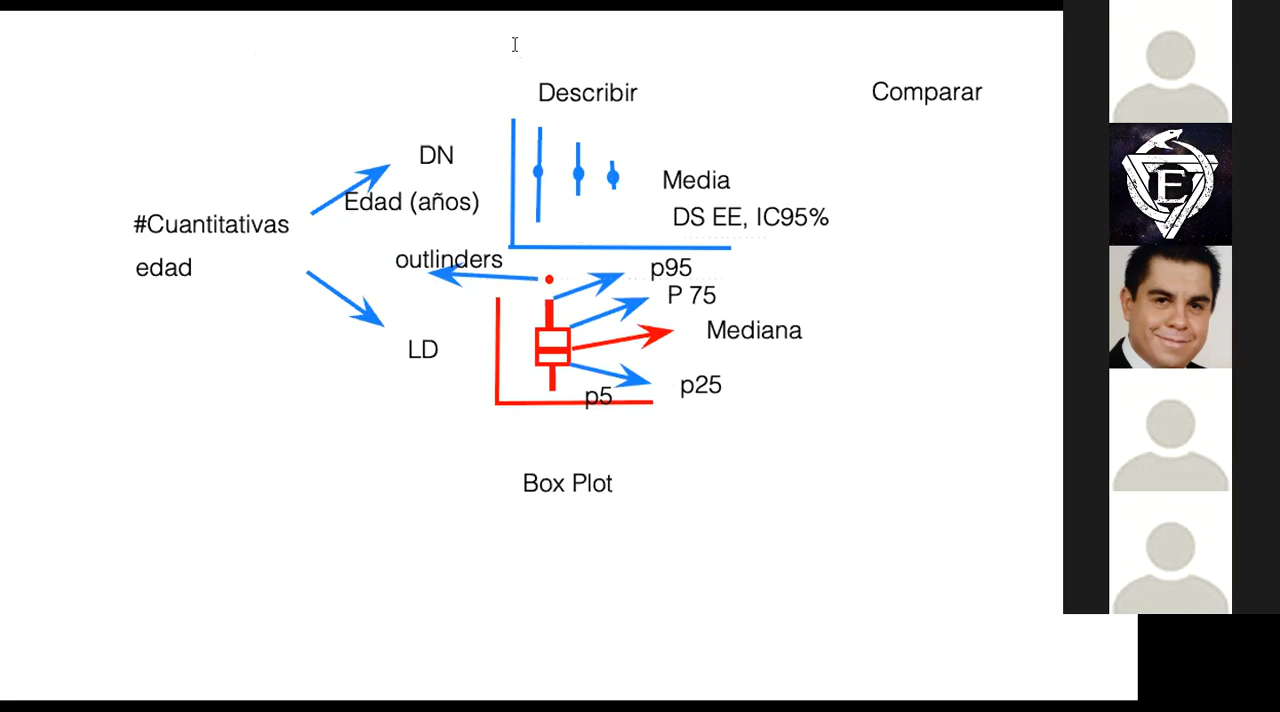 Describir
Comparar
DN
Edad (años)
Media
DS EE, IC95%
#Cuantitativas
edad
outlinders
p95
P 75
Mediana
LD
p25
p5
Box Plot
E